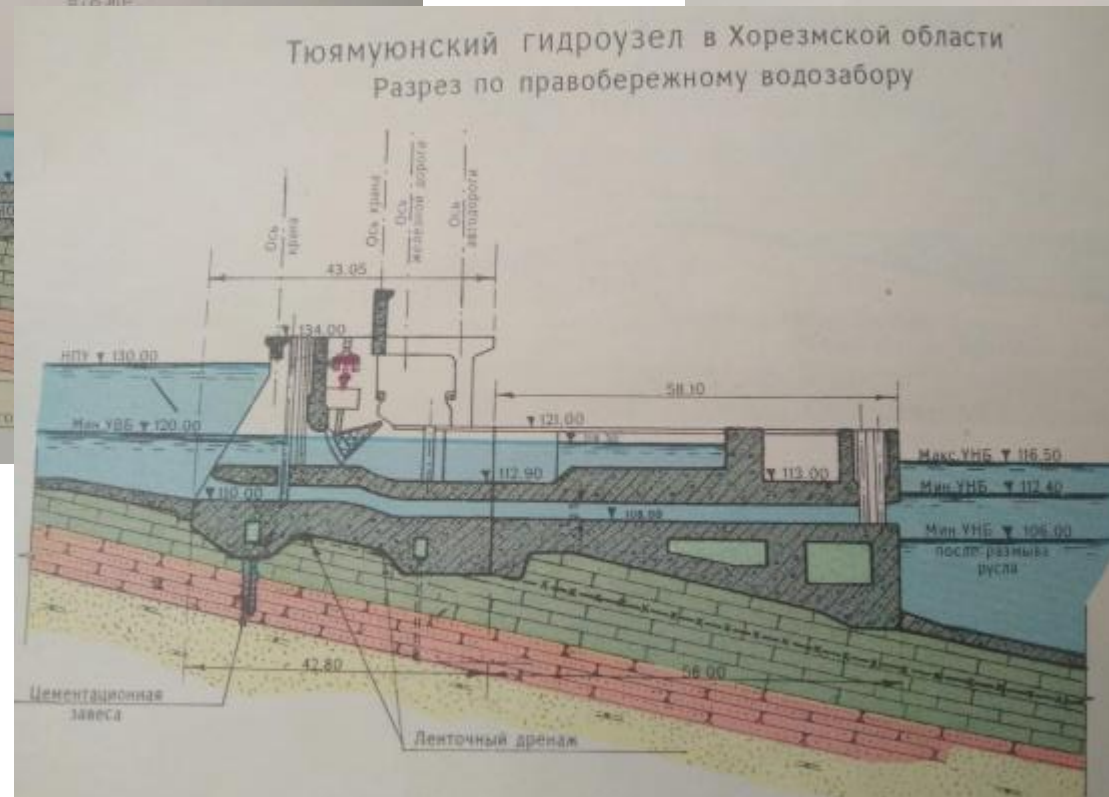 Тюямуюнский гидроузел в Хорезмской области
Разрез по правобережному водозабору
Ось
крана
Ось крана
Ось
железной дороги
Ось
автодороги
43.05
134.00
НПУ 130.00
58.10
Мин. УВБ 120.00
121.00
Макс. УНБ 116.50
112.90
113.00
Мин. УНБ 112.40
110.00
108.00
Мин. УНБ 106.00
после размыва
русла
42.80
58.00
Цементационная
завеса
Ленточный дренаж